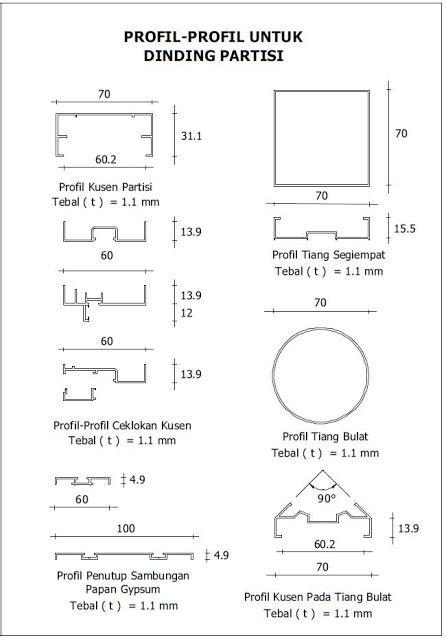 PROFIL-PROFIL UNTUK
DINDING PARTISI
70
31.1
60.2
Profil Kusen Partisi
Tebal ( t ) = 1.1 mm
13.9
60
13.9
12
60
13.9
Profil-Profil Ceklokan Kusen
Tebal ( t ) = 1.1 mm
4.9
60
100
4.9
Profil Penutup Sambungan
Papan Gypsum
Tebal ( t ) = 1.1 mm
70
70
15.5
Profil Tiang Segiempat
Tebal ( t ) = 1.1 mm
70
Profil Tiang Bulat
Tebal ( t ) = 1.1 mm
90°
13.9
60.2
70
Profil Kusen Pada Tiang Bulat
Tebal ( t ) = 1.1 mm